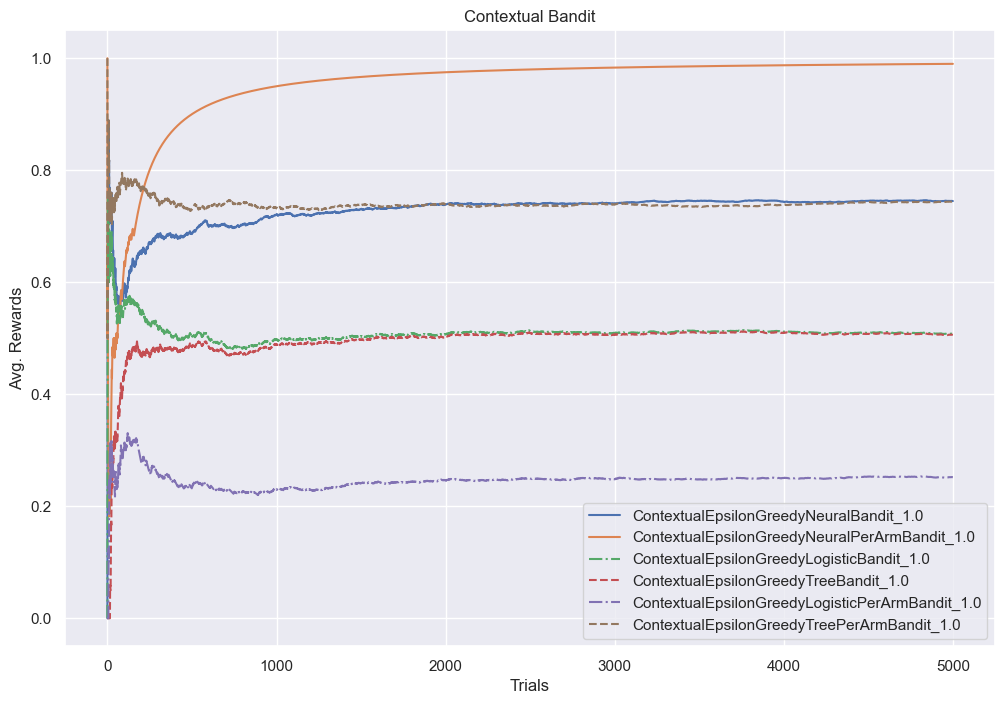 Contextual Bandit
Avg. Rewards
1.0
0.8
0.6
0.4
0.2
0.0
0
1000
2000
3000
4000
5000
Trials
ContextualEpsilonGreedyNeuralBandit_1.0
ContextualEpsilonGreedyNeuralPerArmBandit_1.0
ContextualEpsilonGreedyLogisticBandit_1.0
ContextualEpsilonGreedyTreeBandit_1.0
ContextualEpsilonGreedyLogisticPerArmBandit_1.0
ContextualEpsilonGreedyTreePerArmBandit_1.0